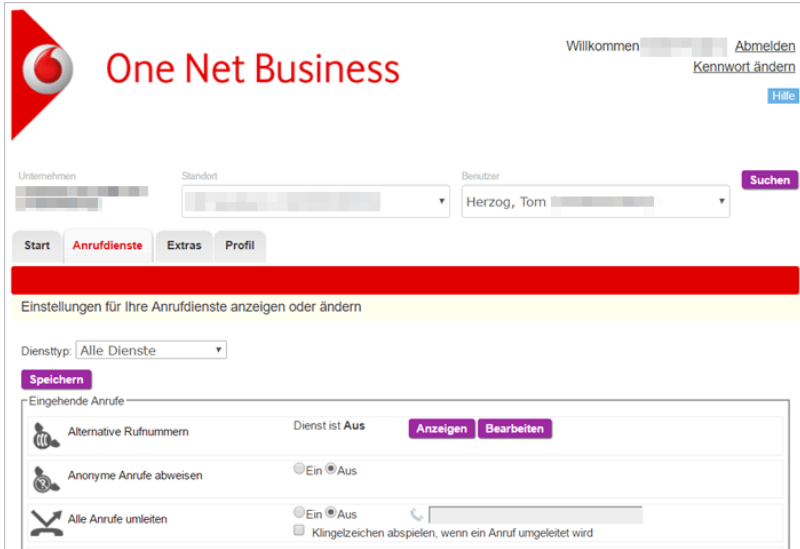 One Net Business
Willkommen Abmelden
Kennwort ändern
Hilfe
Unternehmen Standort Benutzer
Herzog, Tom Suchen
Start Anrufdienste Extras Profil
Einstellungen für Ihre Anrufdienste anzeigen oder ändern
Diensttyp: Alle Dienste
Speichern
Eingehende Anrufe
Alternative Rufnummern Dienst ist Aus Anzeigen Bearbeiten
Anonyme Anrufe abweisen Ein Aus
Alle Anrufe umleiten Ein Aus
Klingelzeichen abspielen, wenn ein Anruf umgeleitet wird